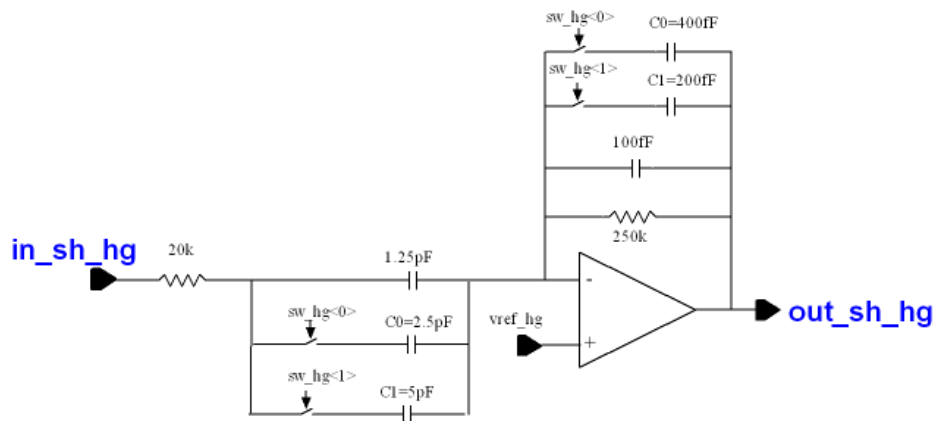 sw_hg<0>
C0=400fF
sw_hg<1>
C1=200fF
100fF
250k
in_sh_hg
20k
1.25pF
-
sw_hg<0>
C0=2.5pF
vref_hg
+
out_sh_hg
sw_hg<1>
C1=5pF